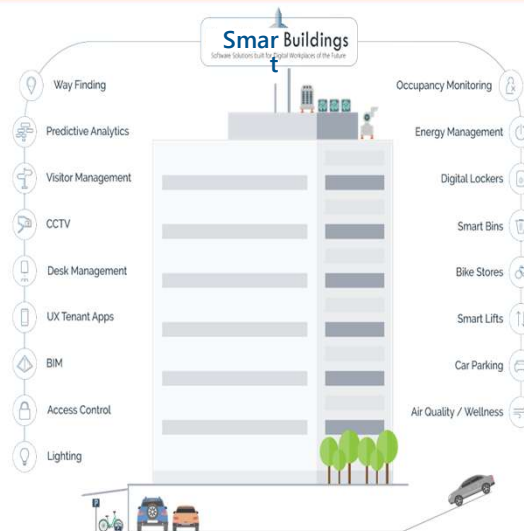 Smar Buildings
t
Software Solutions built for Digital Workplaces of the Future
Way Finding
Predictive Analytics
Visitor Management
CCTV
Desk Management
UX Tenant Apps
BIM
Access Control
Lighting
Occupancy Monitoring
Energy Management
Digital Lockers
Smart Bins
Bike Stores
Smart Lifts
Car Parking
Air Quality / Wellness
P